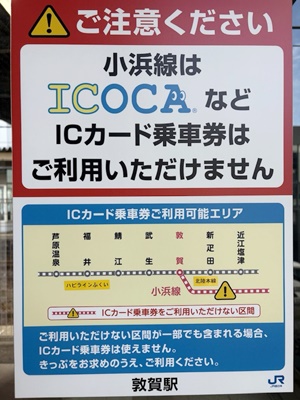 ご注意ください
小浜線は
ICOCAなど
ICカード乗車券は
ご利用いただけません
ICカード乗車券ご利用可能エリア
芦原温泉 福井 鯖江 武生 敦賀 新疋田 近江塩津
ハピラインふくい
小浜線
北陸本線
ICカード乗車券をご利用いただけない区間
ご利用いただけない区間が一部でも含まれる場合、
ICカード乗車券は使えません。
きっぷをお求めのうえ、ご利用ください。
敦賀駅
JR